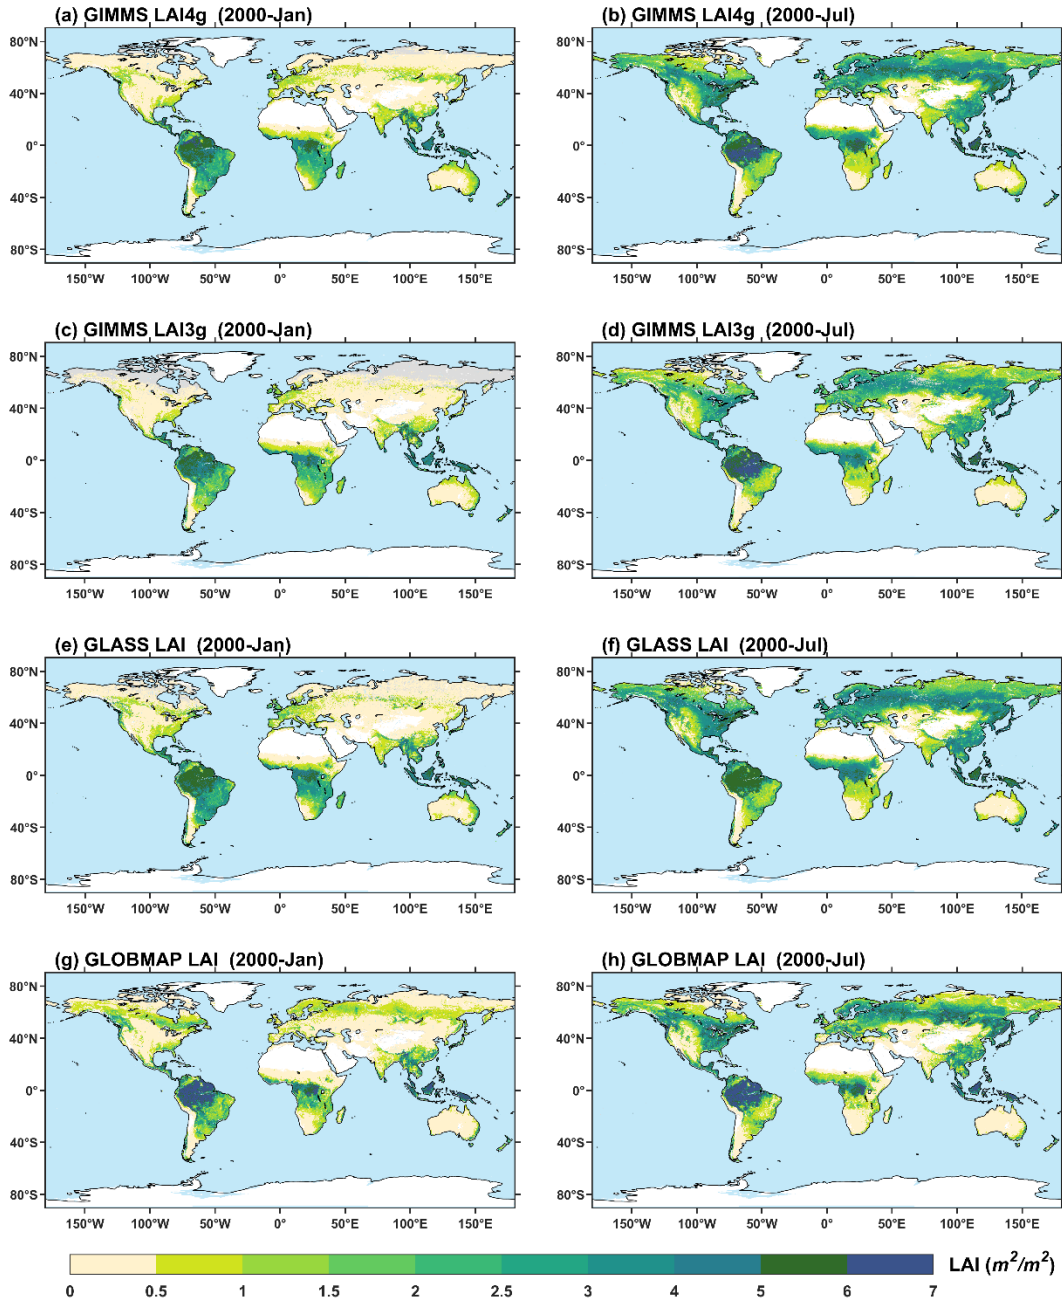 (a) GIMMS LAI4g (2000-Jan)
(b) GIMMS LAI4g (2000-Jul)
80°N
40°N
0°
40°S
80°S
150°W 100°W 50°W 0° 50°E 100°E 150°E
80°N
40°N
0°
40°S
80°S
150°W 100°W 50°W 0° 50°E 100°E 150°E
(c) GIMMS LAI3g (2000-Jan)
(d) GIMMS LAI3g (2000-Jul)
80°N
40°N
0°
40°S
80°S
150°W 100°W 50°W 0° 50°E 100°E 150°E
80°N
40°N
0°
40°S
80°S
150°W 100°W 50°W 0° 50°E 100°E 150°E
(e) GLASS LAI (2000-Jan)
(f) GLASS LAI (2000-Jul)
80°N
40°N
0°
40°S
80°S
150°W 100°W 50°W 0° 50°E 100°E 150°E
80°N
40°N
0°
40°S
80°S
150°W 100°W 50°W 0° 50°E 100°E 150°E
(g) GLOBMAP LAI (2000-Jan)
(h) GLOBMAP LAI (2000-Jul)
80°N
40°N
0°
40°S
80°S
150°W 100°W 50°W 0° 50°E 100°E 150°E
80°N
40°N
0°
40°S
80°S
150°W 100°W 50°W 0° 50°E 100°E 150°E
LAI (m²/m²)
0 0.5 1 1.5 2 2.5 3 4 5 6 7